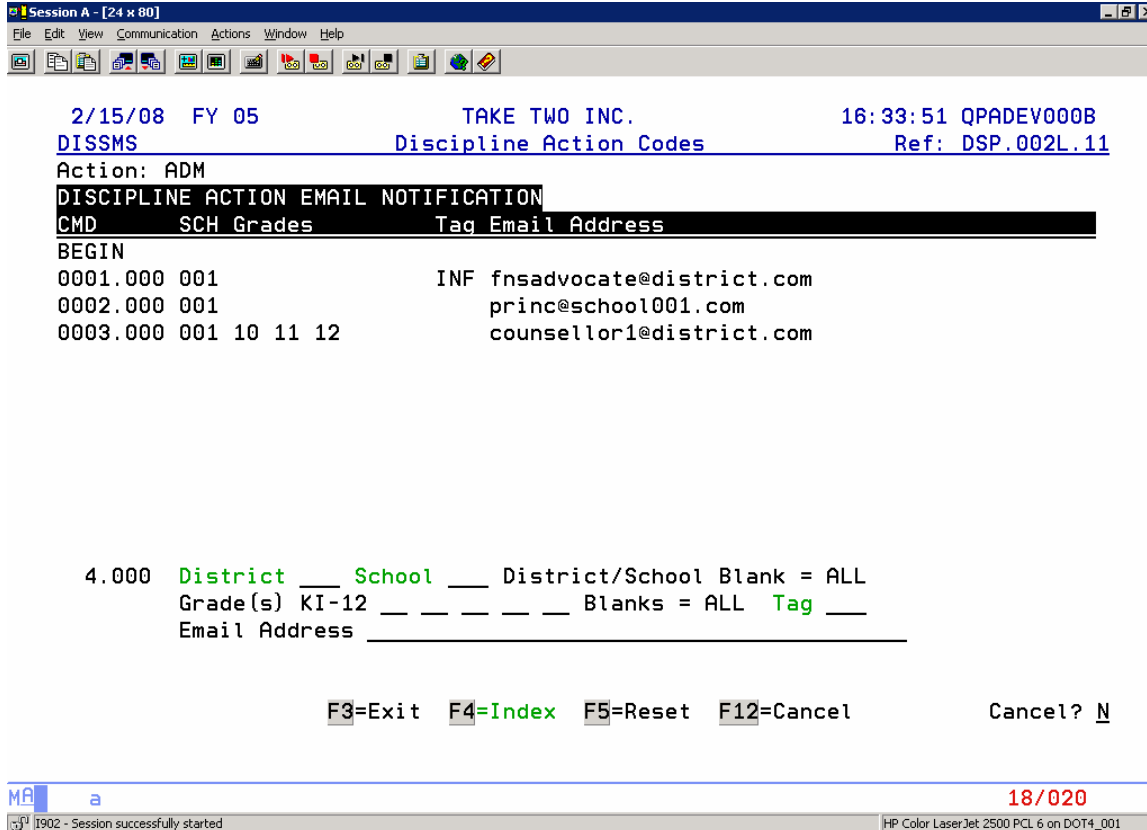 Session A - [24 x 80]
File Edit View Communication Actions Window Help
2/15/08 FY 05 TAKE TWO INC. 16:33:51 QPADEV000B
DISSMS Discipline Action Codes Ref: DSP.002L.11
Action: ADM
DISCIPLINE ACTION EMAIL NOTIFICATION
CMD SCH Grades Tag Email Address
BEGIN
0001.000 001 INF fnsadvocate@district.com
0002.000 001 princ@school001.com
0003.000 001 10 11 12 counsellor1@district.com
4.000 District ___ School ___ District/School Blank = ALL
Grade(s) KI-12 __ __ __ __ __ Blanks = ALL Tag ___
Email Address ________________________________________
F3=Exit F4=Index F5=Reset F12=Cancel Cancel? N
MA a 18/020
I902 - Session successfully started HP Color LaserJet 2500 PCL 6 on DOT4_001